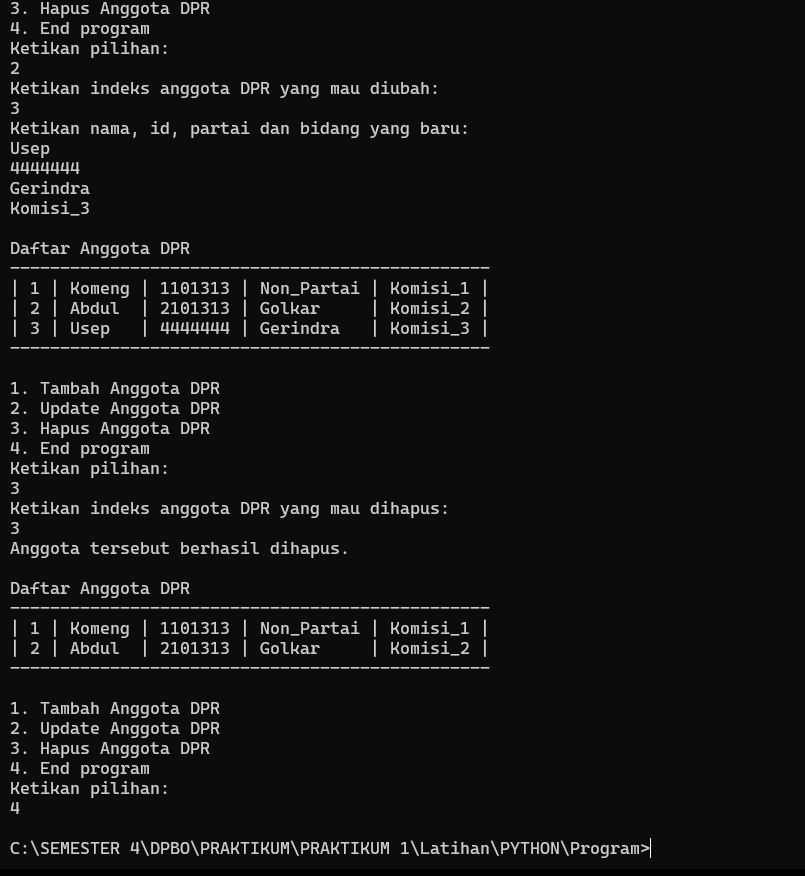 3. Hapus Anggota DPR
4. End program
Ketikan pilihan:
2
Ketikan indeks anggota DPR yang mau diubah:
3
Ketikan nama, id, partai dan bidang yang baru:
Usep
4444444
Gerindra
Komisi_3

Daftar Anggota DPR
------------------------------------------------
| 1 | Komeng | 1101313 | Non_Partai | Komisi_1 |
| 2 | Abdul  | 2101313 | Golkar     | Komisi_2 |
| 3 | Usep   | 4444444 | Gerindra   | Komisi_3 |
------------------------------------------------

1. Tambah Anggota DPR
2. Update Anggota DPR
3. Hapus Anggota DPR
4. End program
Ketikan pilihan:
3
Ketikan indeks anggota DPR yang mau dihapus:
3
Anggota tersebut berhasil dihapus.

Daftar Anggota DPR
------------------------------------------------
| 1 | Komeng | 1101313 | Non_Partai | Komisi_1 |
| 2 | Abdul  | 2101313 | Golkar     | Komisi_2 |
------------------------------------------------

1. Tambah Anggota DPR
2. Update Anggota DPR
3. Hapus Anggota DPR
4. End program
Ketikan pilihan:
4

C:\SEMESTER 4\DPBO\PRAKTIKUM\PRAKTIKUM 1\Latihan\PYTHON\Program>